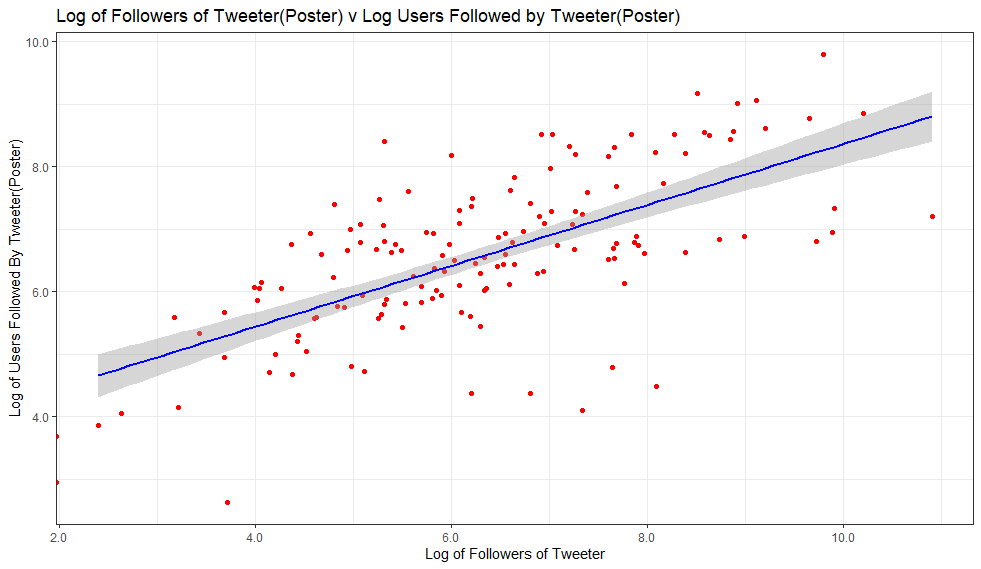 Log of Followers of Tweeter(Poster) v Log Users Followed by Tweeter(Poster)
Log of Users Followed By Tweeter(Poster)
10.0
8.0
6.0
4.0
2.0 4.0 6.0 8.0 10.0
Log of Followers of Tweeter